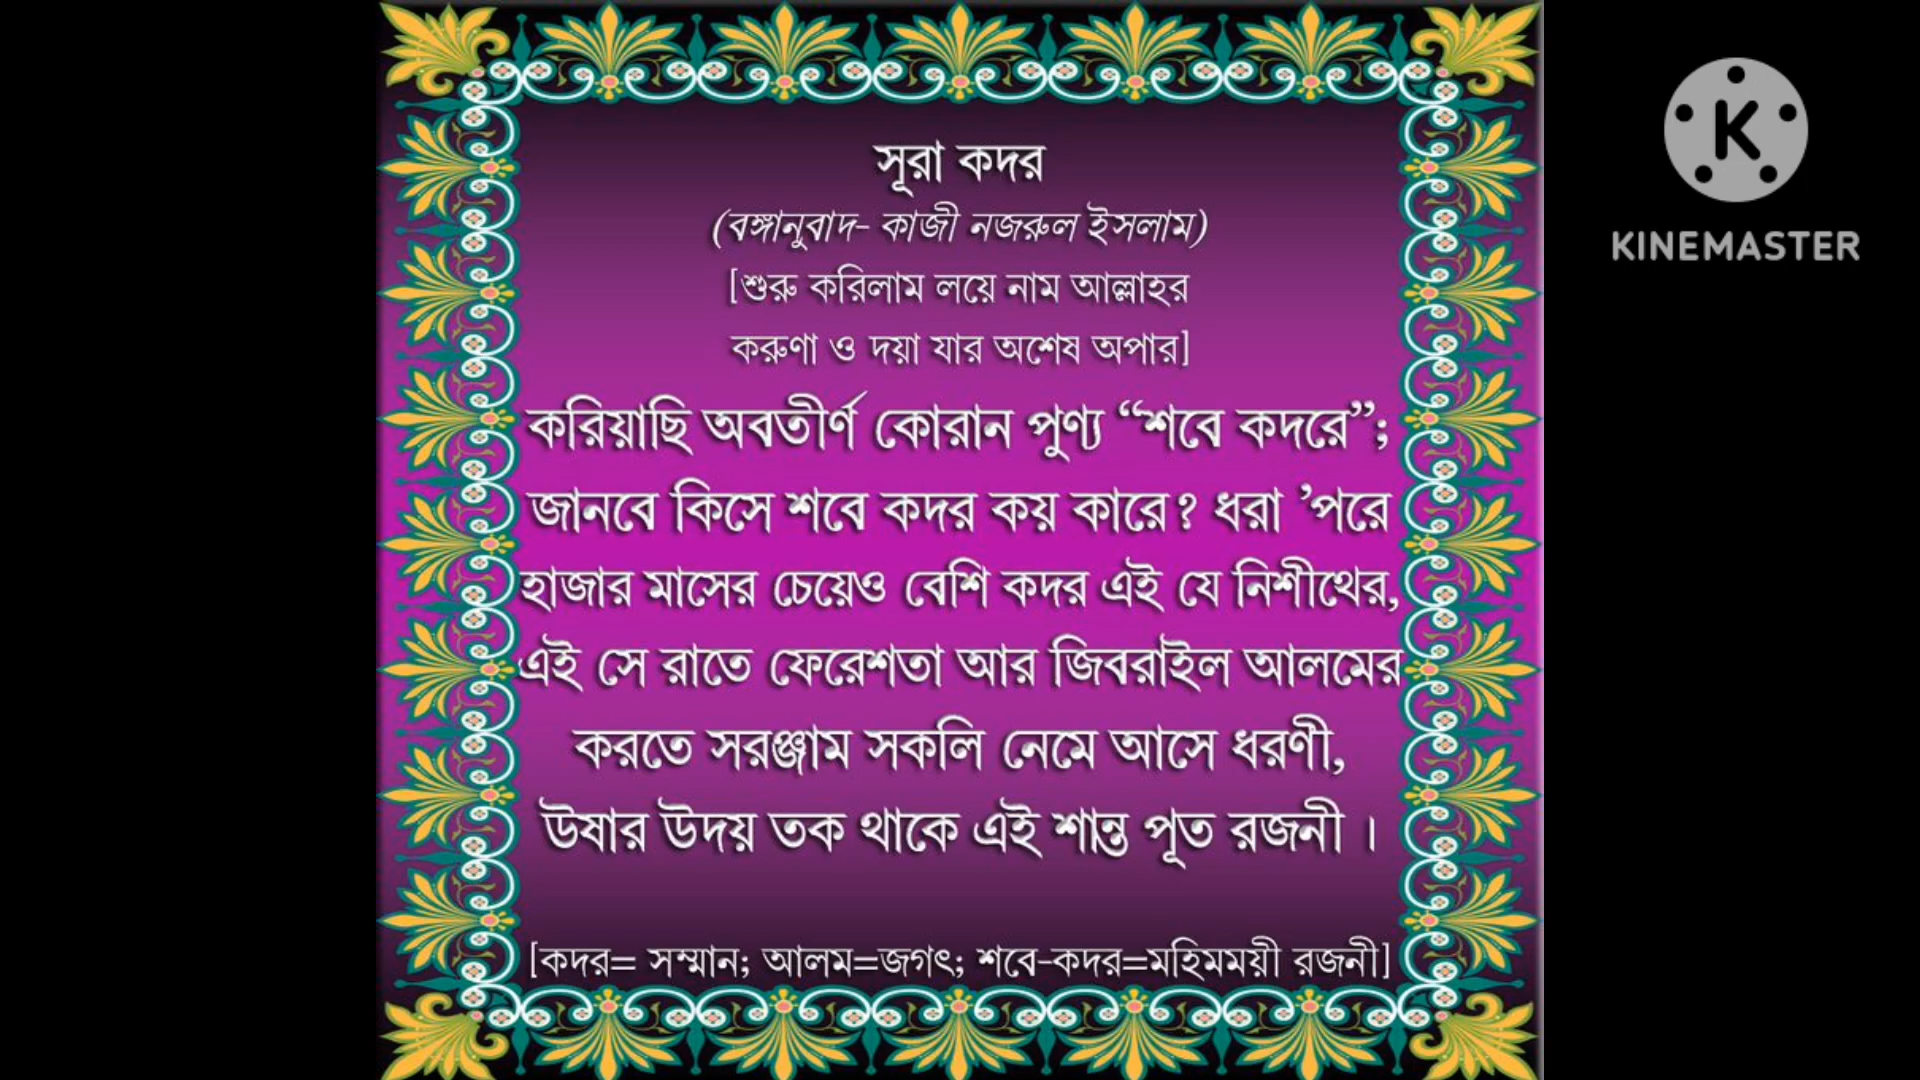 সূরা কদর
(বঙ্গানুবাদ- কাজী নজরুল ইসলাম)
[শুরু করিলাম লয়ে নাম আল্লাহর
করুণা ও দয়া যার অশেষ অপার]
করিয়াছি অবতীর্ণ কোরান পুণ্য “শবে কদরে”;
জানবে কিসে শবে কদর কয় কারে? ধরা ’পরে
হাজার মাসের চেয়েও বেশি কদর এই যে নিশীথের,
এই সে রাতে ফেরেশতা আর জিবরাইল আলমের
করতে সরঞ্জাম সকলি নেমে আসে ধরণী,
উষার উদয় তক থাকে এই শান্ত পূত রজনী।
[কদর= সম্মান; আলম=জগৎ; শবে-কদর=মহিমময়ী রজনী]
K
KINEMASTER